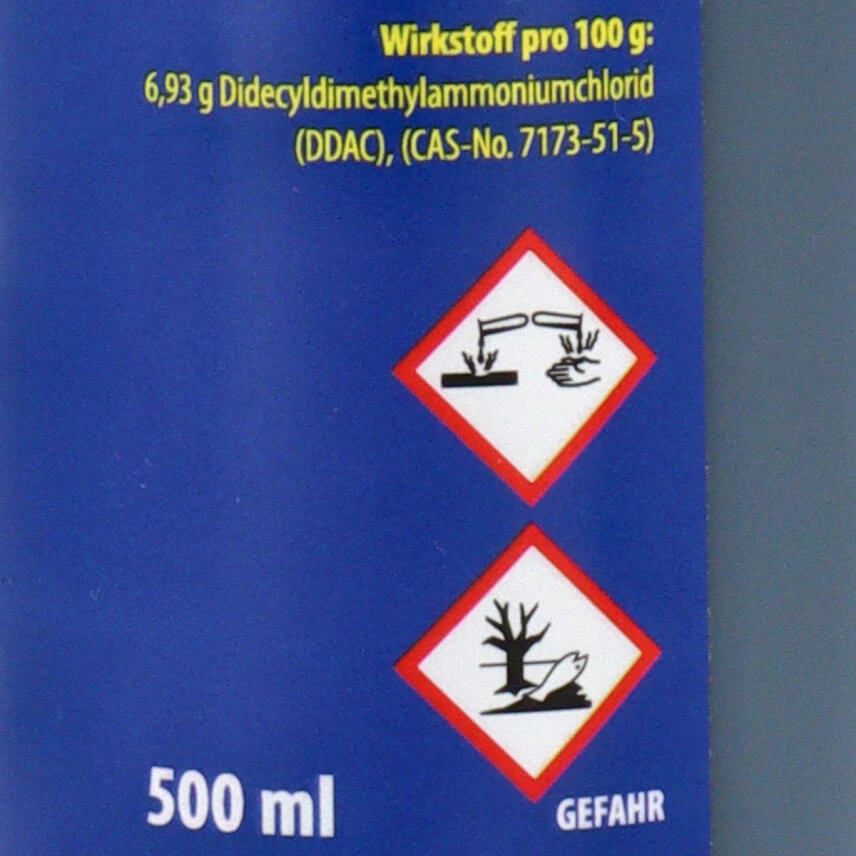 Wirkstoff pro 100 g:
6,93 g Didecyldimethylammoniumchlorid
(DDAC), (CAS-No. 7173-51-5)
500 ml
GEFAHR